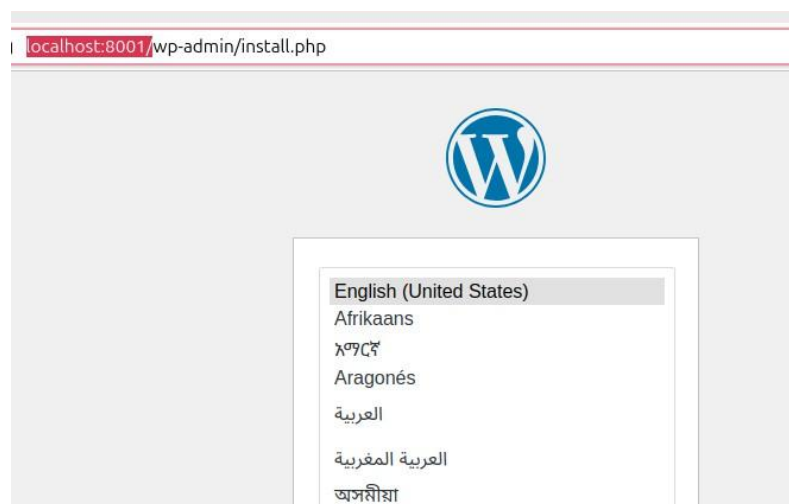 localhost:8001/wp-admin/install.php
English (United States)
Afrikaans
አማርኛ
Aragonés
العربية
العربية المغربية
অসমীয়া